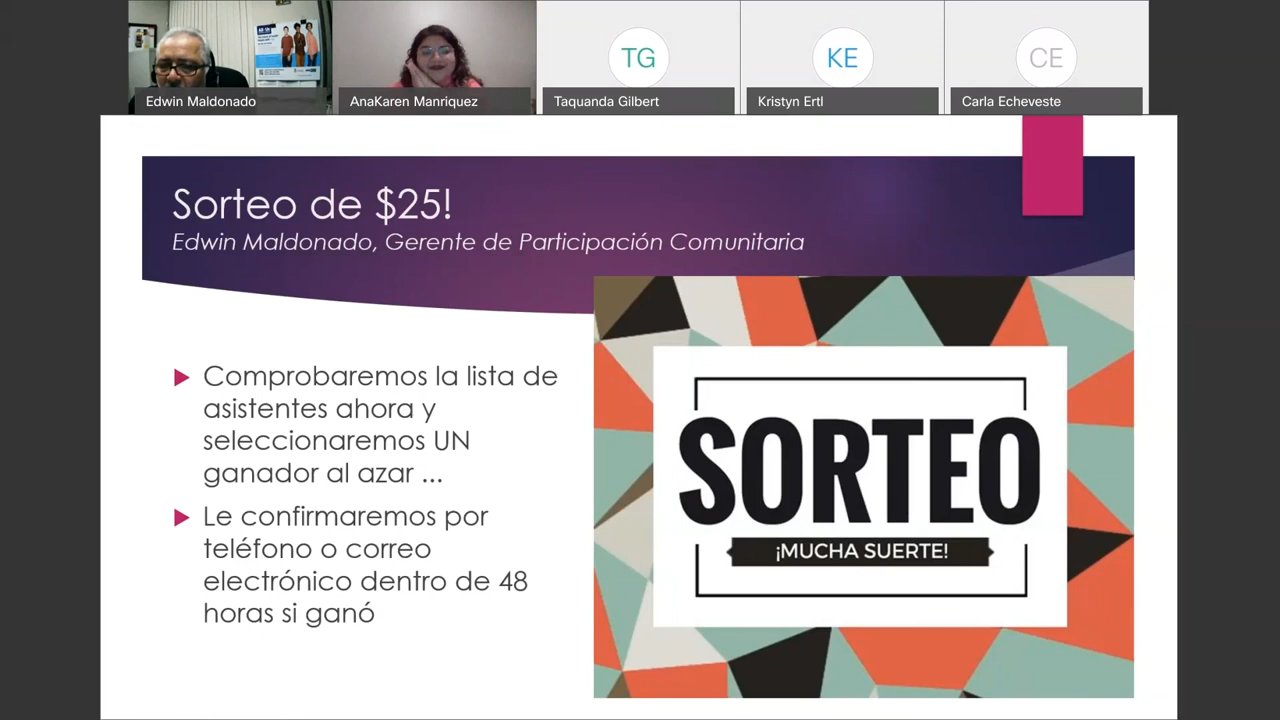 TG
KE
CE
Edwin Maldonado
AnaKaren Manriquez
Taquanda Gilbert
Kristyn Ertl
Carla Echeveste
Sorteo de $25!
Edwin Maldonado, Gerente de Participación Comunitaria
Comprobaremos la lista de
asistentes ahora y
seleccionaremos UN
ganador al azar ...
Le confirmaremos por
teléfono o correo
electrónico dentro de 48
horas si ganó
SORTEO
¡MUCHA SUERTE!